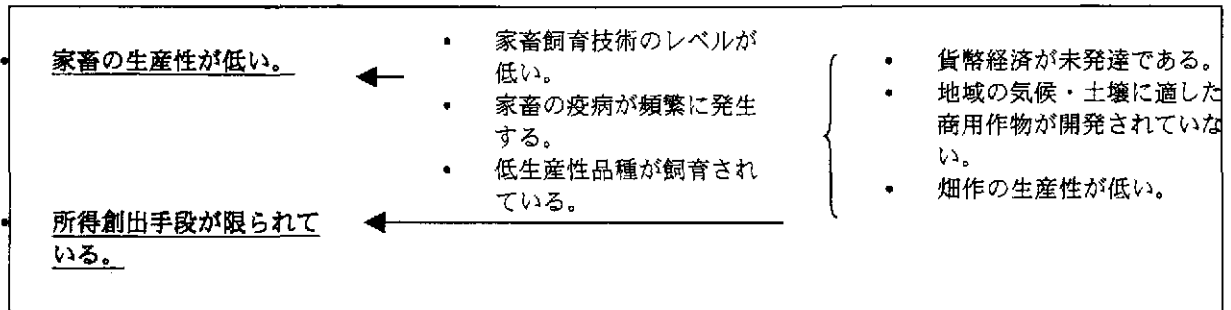 • 家畜の生産性が低い。
• 家畜飼育技術のレベルが
低い。
• 家畜の疫病が頻繁に発生
する。
• 低生産性品種が飼育され
ている。
• 貨幣経済が未発達である。
• 地域の気候・土壌に適した
商用作物が開発されていな
い。
• 畑作の生産性が低い。
• 所得創出手段が限られて
いる。